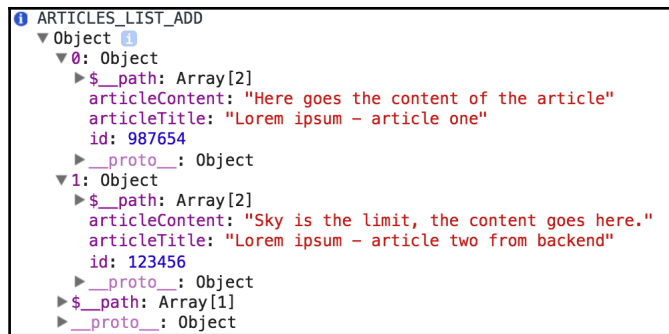 ARTICLES_LIST_ADD
▼Object i
▼0: Object
▶$__path: Array[2]
articleContent: "Here goes the content of the article"
articleTitle: "Lorem ipsum – article one"
id: 987654
▶__proto__: Object
▼1: Object
▶$__path: Array[2]
articleContent: "Sky is the limit, the content goes here."
articleTitle: "Lorem ipsum – article two from backend"
id: 123456
▶__proto__: Object
▶$__path: Array[1]
▶__proto__: Object